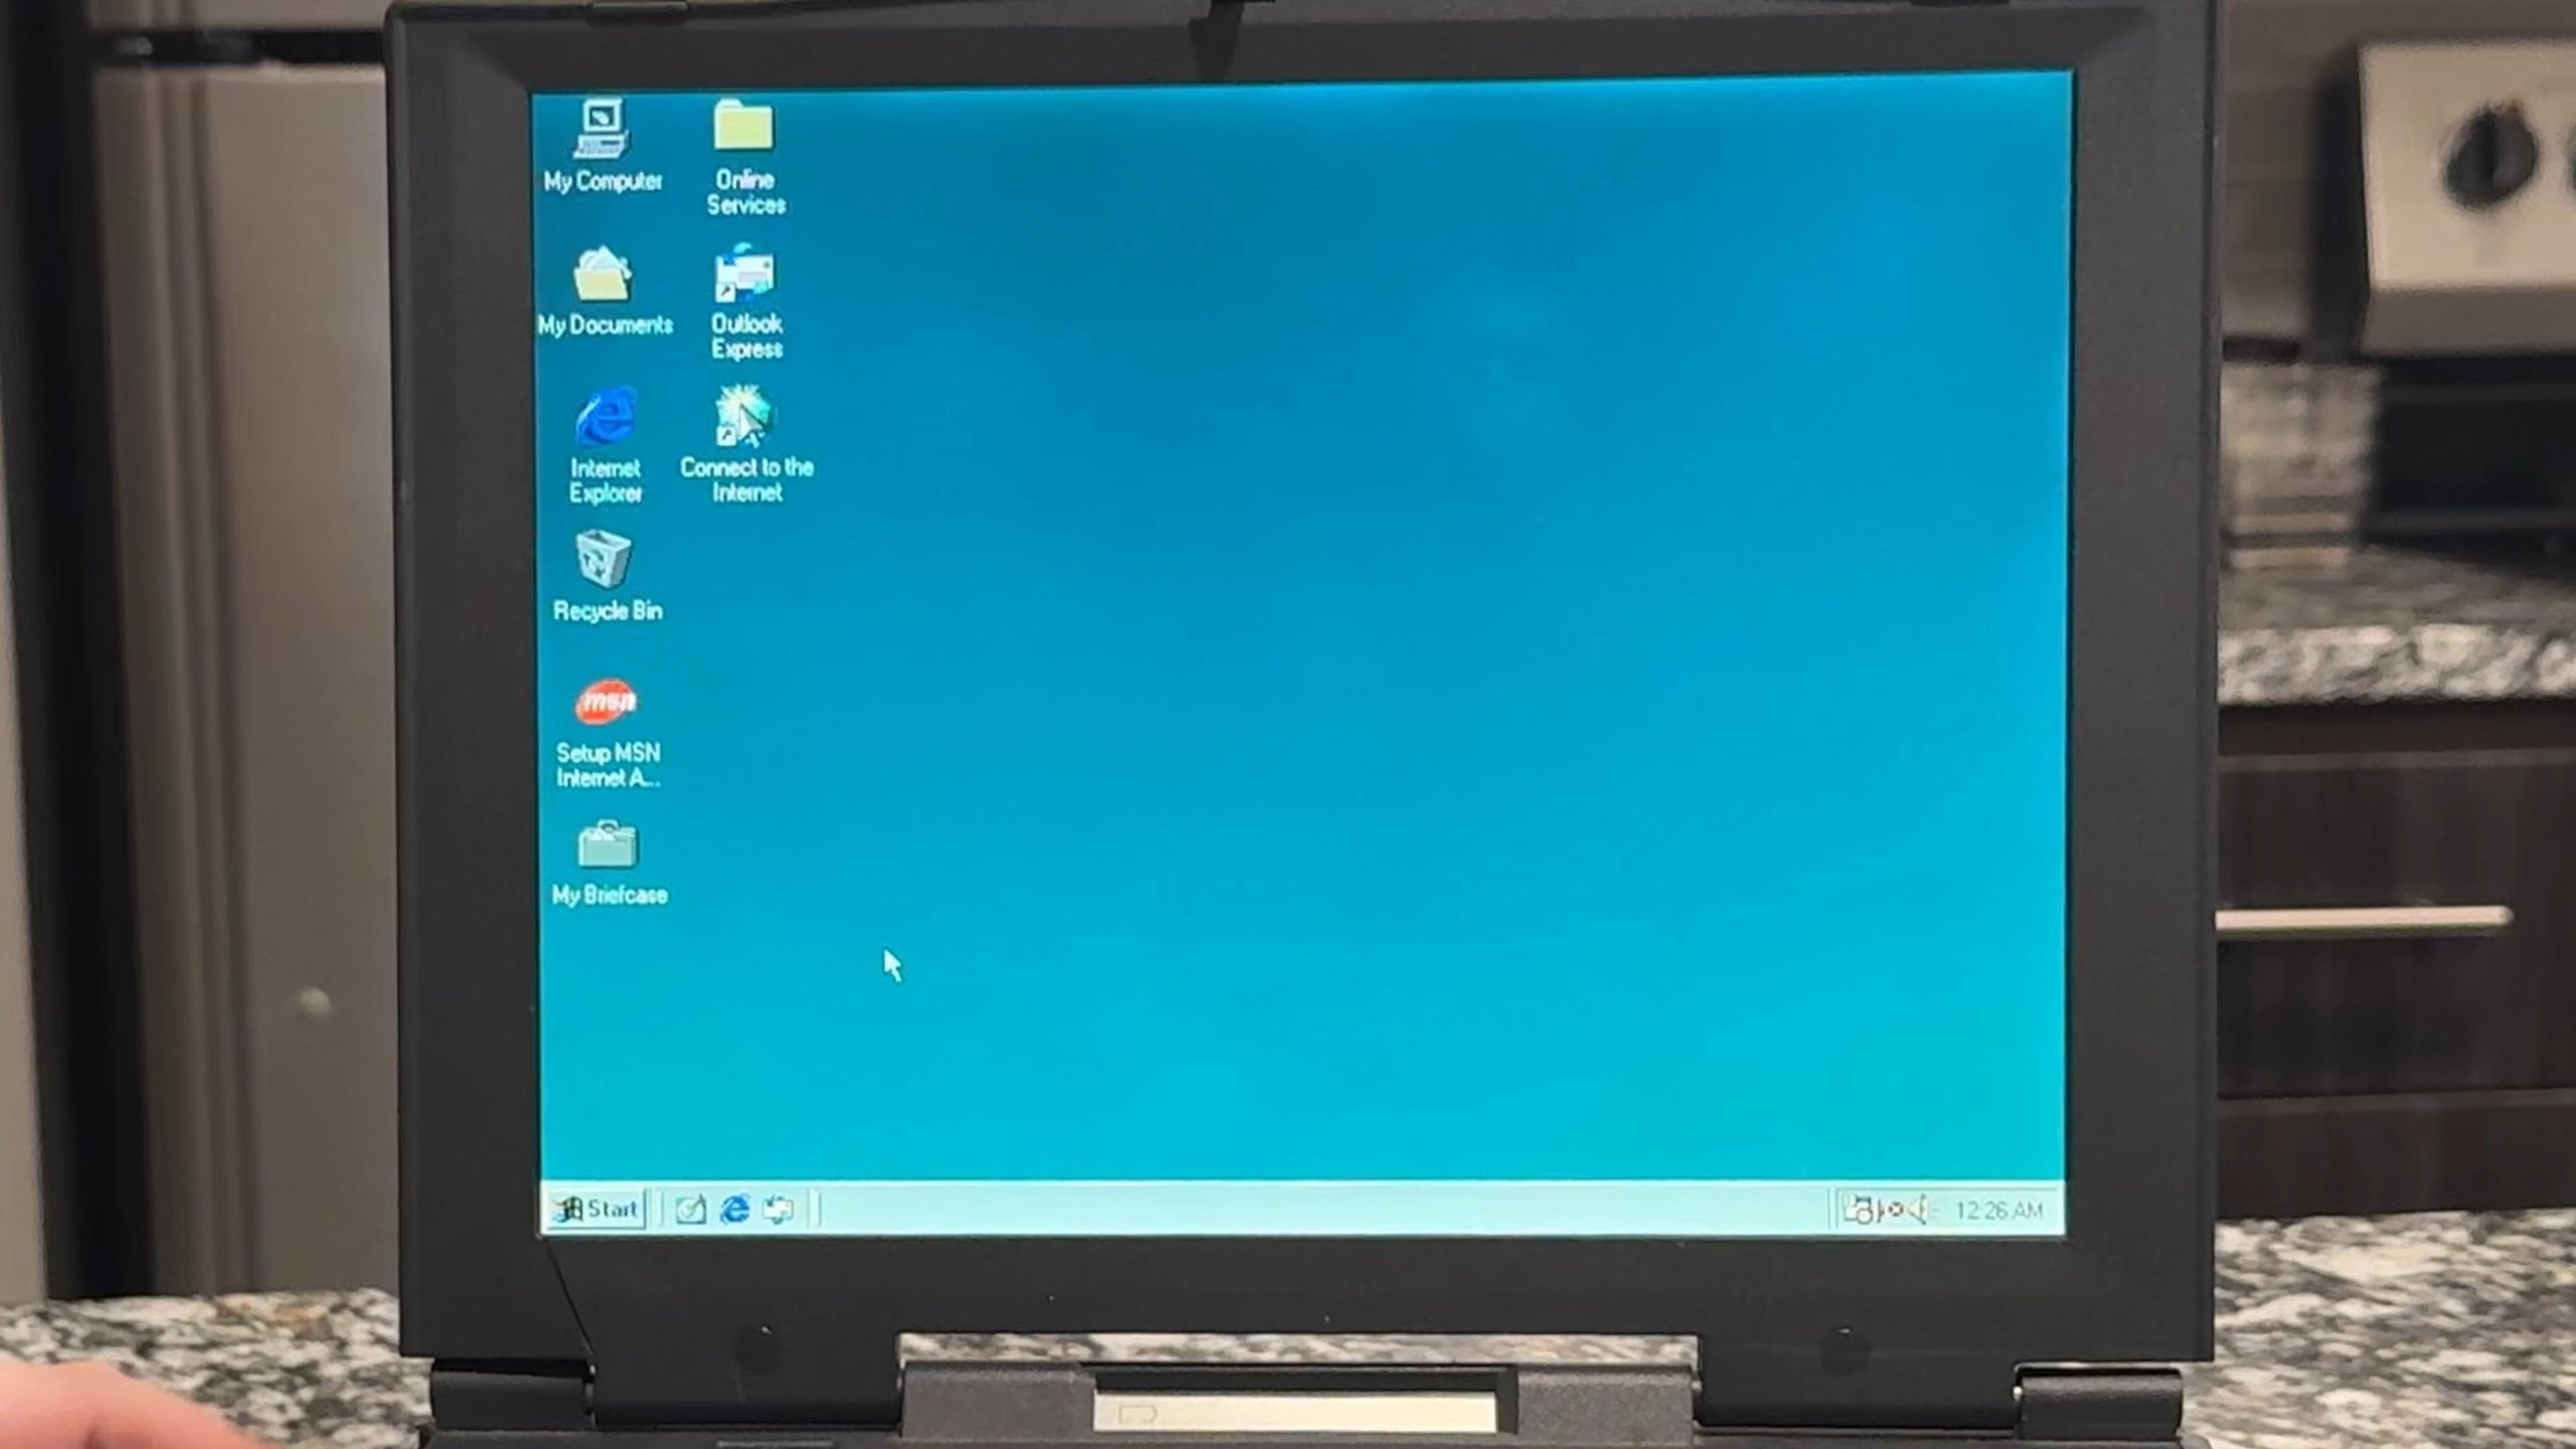 My Computer
Online
Services
My Documents
Outlook
Express
Internet
Explorer
Connect to the
Internet
Recycle Bin
msn
Setup MSN
Internet A...
My Briefcase
Start
12:26 AM